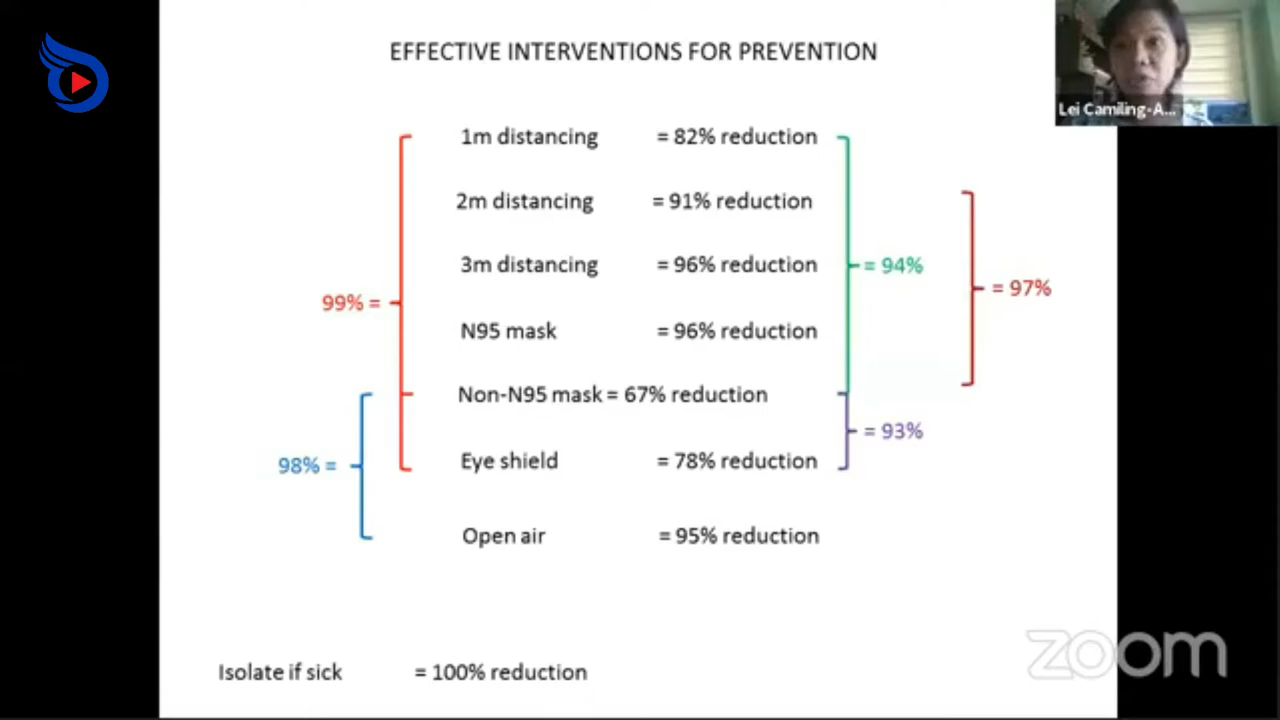 EFFECTIVE INTERVENTIONS FOR PREVENTION
Lei Camiling-A...
1m distancing = 82% reduction
2m distancing = 91% reduction
3m distancing = 96% reduction
= 94%
= 97%
99% =
N95 mask = 96% reduction
Non-N95 mask = 67% reduction
= 93%
98% =
Eye shield = 78% reduction
Open air = 95% reduction
Isolate if sick = 100% reduction
zoom